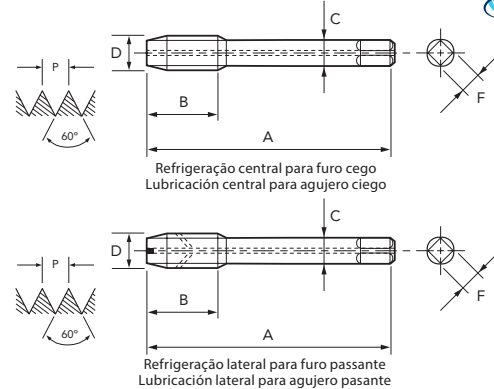 C
D
P
B
F
60°
A
Refrigeração central para furo cego
Lubricación central para agujero ciego
C
D
P
B
F
60°
A
Refrigeração lateral para furo passante
Lubricación lateral para agujero pasante